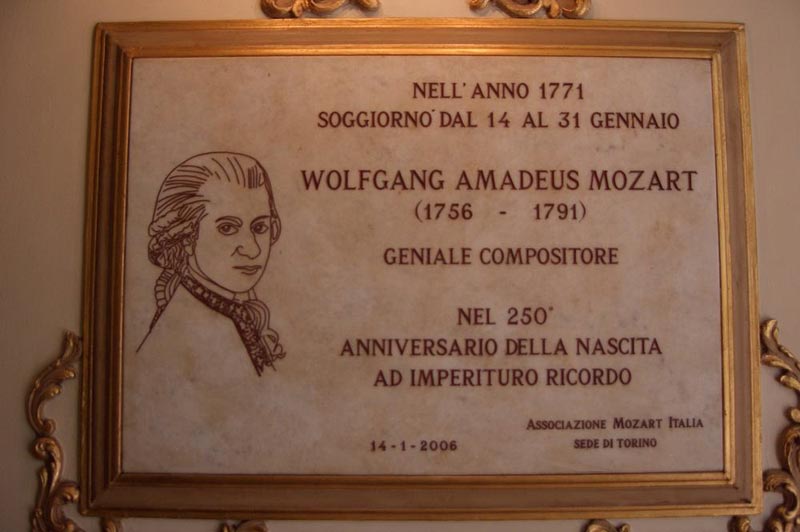 NELL'ANNO 1771
SOGGIORNO' DAL 14 AL 31 GENNAIO
WOLFGANG AMADEUS MOZART
(1756 - 1791)
GENIALE COMPOSITORE
NEL 250°
ANNIVERSARIO DELLA NASCITA
AD IMPERITURO RICORDO
ASSOCIAZIONE MOZART ITALIA
SEDE DI TORINO
14-1-2006